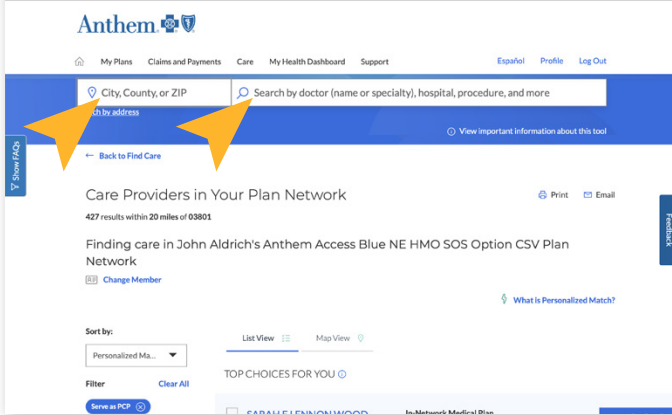 Anthem
My Plans Claims and Payments Care My Health Dashboard Support Español Profile Log Out
City, County, or ZIP Search by doctor (name or specialty), hospital, procedure, and more
by address
View important information about this tool
Show FAQs
← Back to Find Care
Care Providers in Your Plan Network
Print Email
427 results within 20 miles of 03801
Feedback
Finding care in John Aldrich's Anthem Access Blue NE HMO SOS Option CSV Plan
Network
Change Member
What is Personalized Match?
Sort by:
List View Map View
Personalized Ma...
TOP CHOICES FOR YOU
Filter Clear All
Serve as PCP
SARAH E LENNON WOOD In-Network Medical Plan